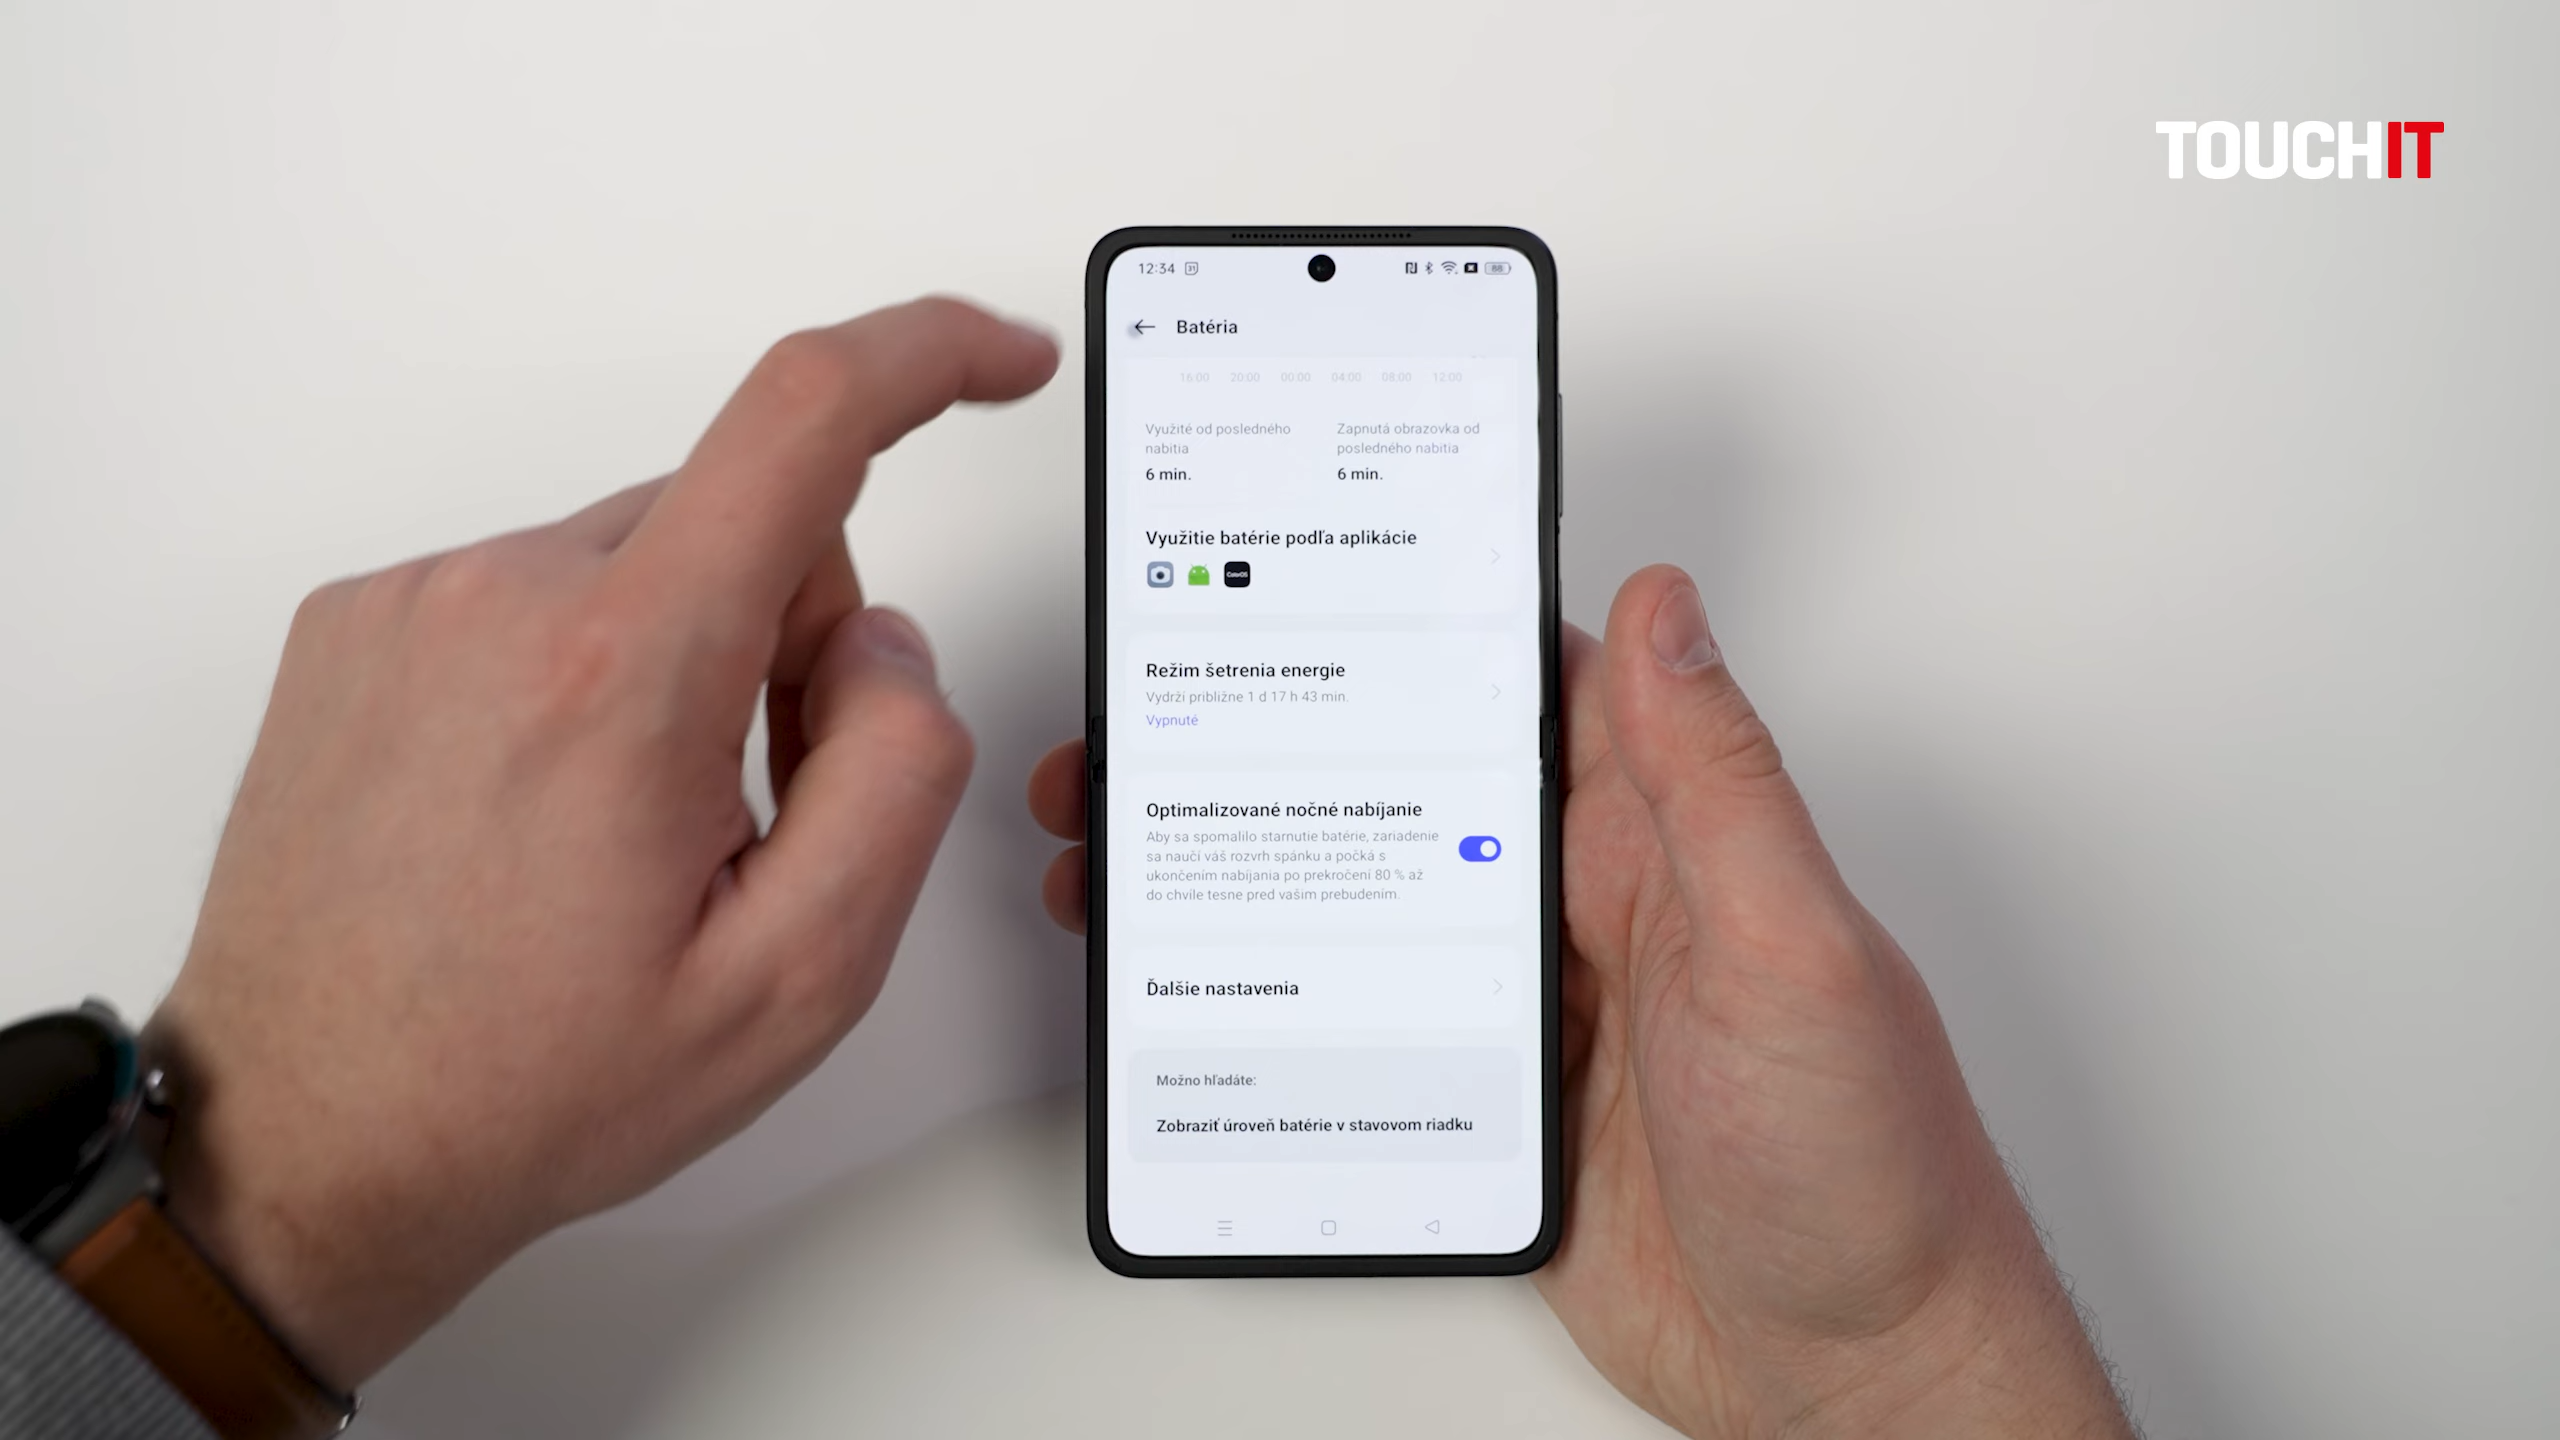 TOUCHIT
12:34 31 88
Batéria
16:00 20:00 00:00 04:00 08:00 12:00
Využité od posledného
nabitia
6 min.
Zapnutá obrazovka od
posledného nabitia
6 min.
Využitie batérie podľa aplikácie
ColorOS
Režim šetrenia energie
Vydrží približne 1 d 17 h 43 min.
Vypnuté
Optimalizované nočné nabíjanie
Aby sa spomalilo starnutie batérie, zariadenie
sa naučí váš rozvrh spánku a počká s
ukončením nabíjania po prekročení 80 % až
do chvíle tesne pred vašim prebudením.
Ďalšie nastavenia
Možno hľadáte:
Zobraziť úroveň batérie v stavovom riadku